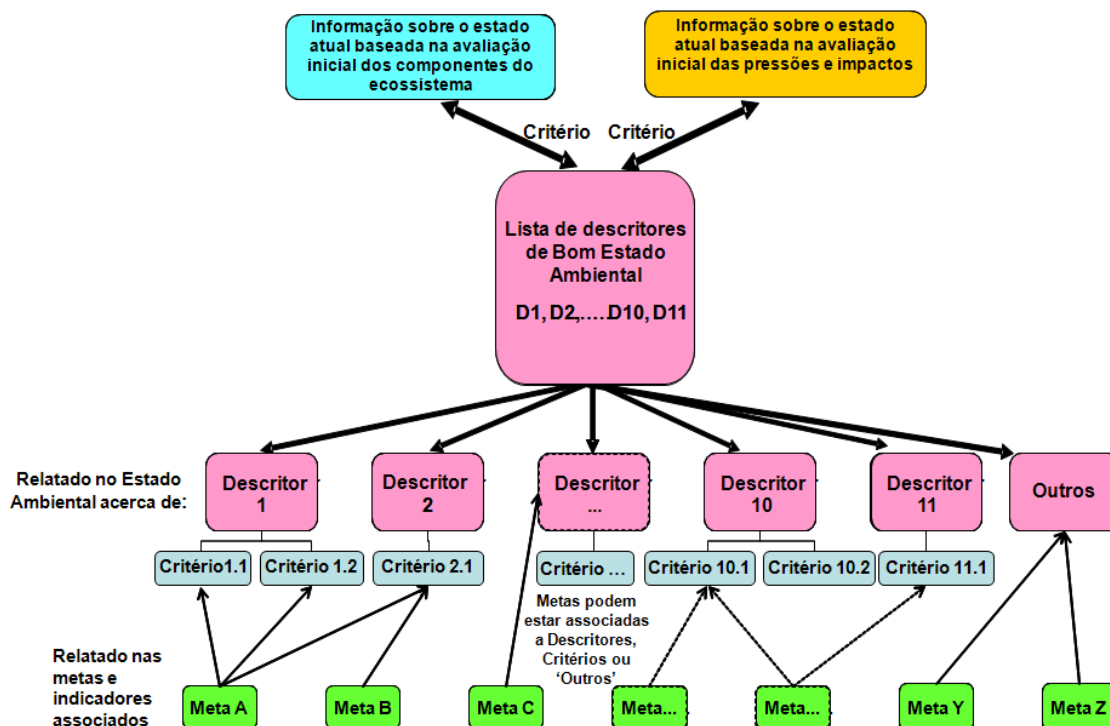 Informação sobre o estado
atual baseada na avaliação
inicial dos componentes do
ecossistema
Informação sobre o estado
atual baseada na avaliação
inicial das pressões e impactos
Critério
Critério
Lista de descritores
de Bom Estado
Ambiental
D1, D2,.....D10, D11
Relatado no Estado
Ambiental acerca de:
Descritor
1
Descritor
2
Descritor
...
Descritor
10
Descritor
11
Outros
Critério1.1
Critério 1.2
Critério 2.1
Critério ...
Critério 10.1
Critério 10.2
Critério 11.1
Metas podem
estar associadas
a Descritores,
Critérios ou
‘Outros’
Relatado nas
metas e
indicadores
associados
Meta A
Meta B
Meta C
Meta...
Meta...
Meta Y
Meta Z